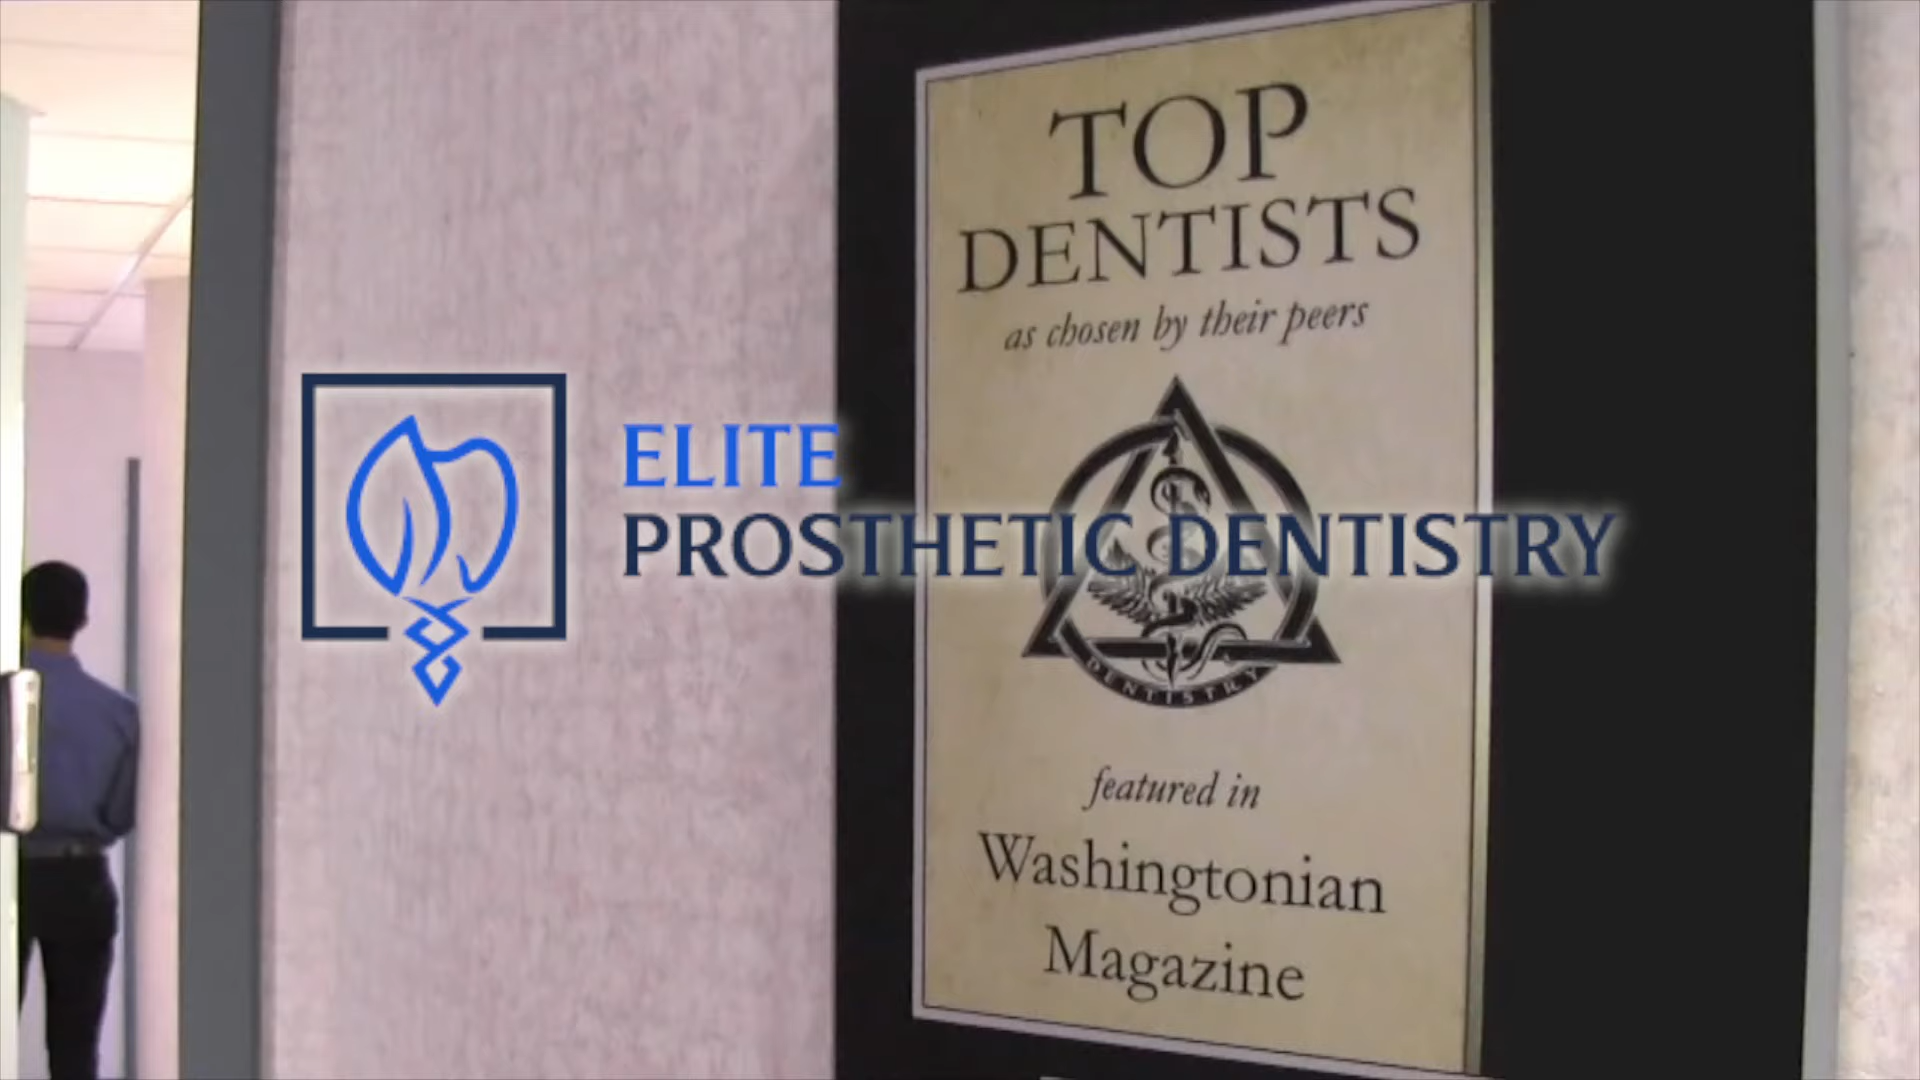 TOP
DENTISTS
as chosen by their peers
ELITE
PROSTHETIC DENTISTRY
DENTISTRY
featured in
Washingtonian
Magazine